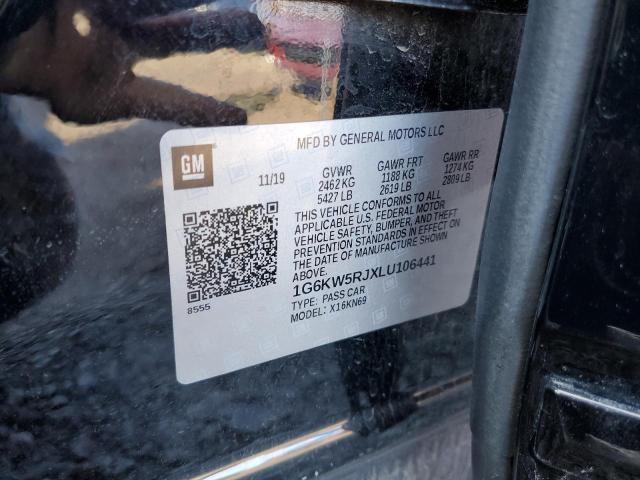 MFD BY GENERAL MOTORS LLC
GM
11/19 GVWR GAWR FRT GAWR RR
2462 KG 1188 KG 1274 KG
5427 LB 2619 LB 2809 LB
THIS VEHICLE CONFORMS TO ALL
APPLICABLE U.S. FEDERAL MOTOR
VEHICLE SAFETY, BUMPER, AND THEFT
PREVENTION STANDARDS IN EFFECT ON
THE DATE OF MANUFACTURE SHOWN
ABOVE.
1G6KW5RJXLU106441
TYPE: PASS CAR
MODEL: X16KN69
8555